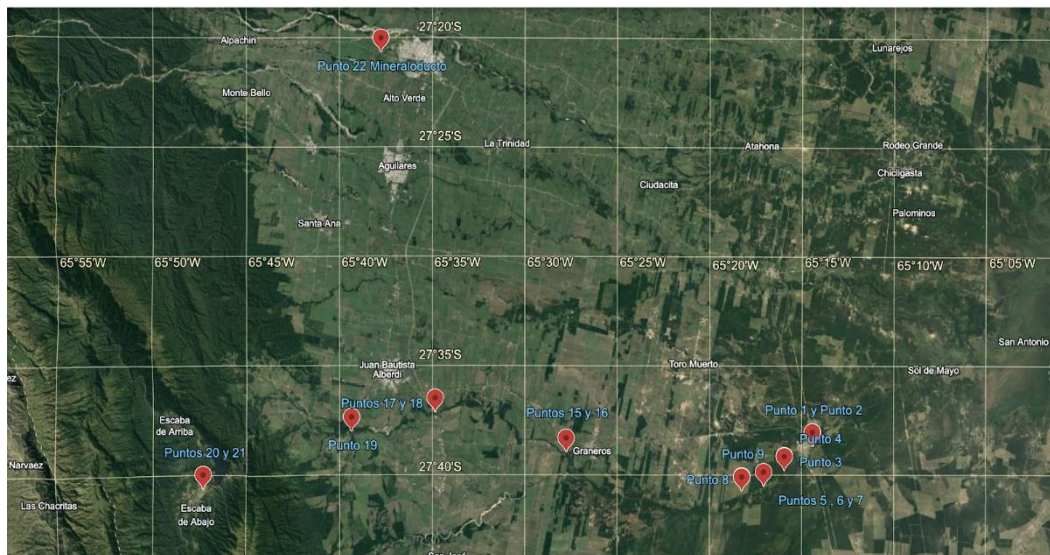 27°20'S
Alpachin
Lunarejos
Punto 22 Mineraloducto
Monte Bello
Alto Verde
27°25'S
La Trinidad
Atahona
Rodeo Grande
Aguilares
Chicligasta
Ciudacita
Palominos
Santa Ana
65°55'W
65°50'W
65°45'W
65°40'W
65°35'W
65°30'W
65°25'W
65°20'W
65°15'W
65°10'W
65°05'W
San Antonio
27°35'S
Juan Bautista
Alberdi
Toro Muerto
Sol de Mayo
Puntos 17 y 18
Puntos 15 y 16
Punto 1 y Punto 2
Escaba
de Arriba
Punto 19
Punto 4
Puntos 20 y 21
Graneros
Punto 9
Punto 3
Narvaez
27°40'S
Punto 8
Puntos 5 , 6 y 7
Las Chacritas
Escaba
de Abajo